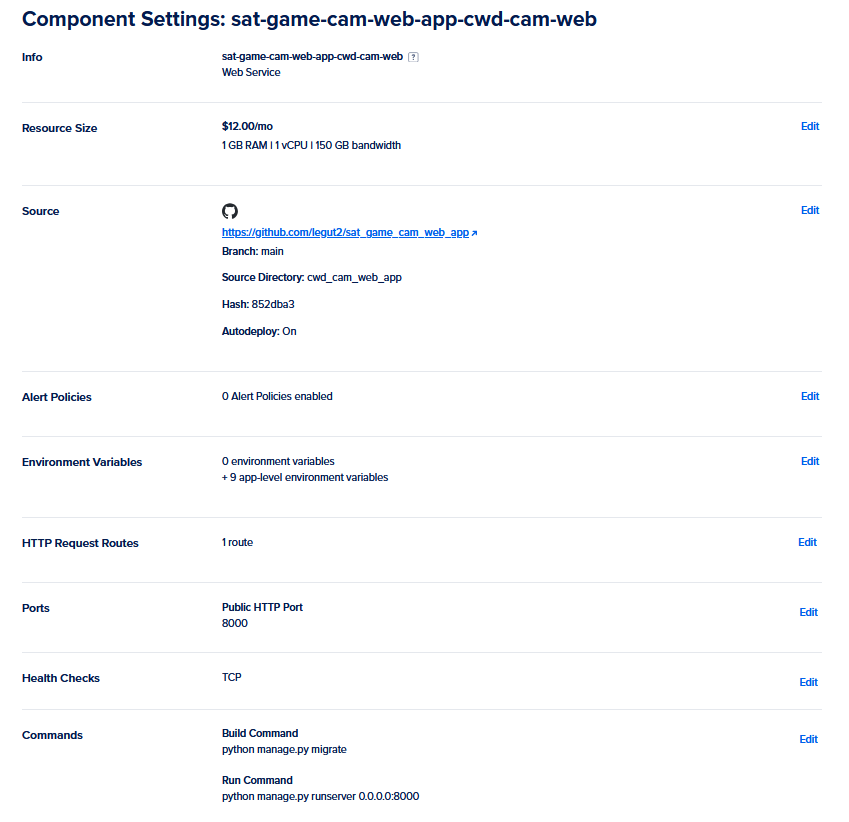 Component Settings: sat-game-cam-web-app-cwd-cam-web
Info
sat-game-cam-web-app-cwd-cam-web ?
Web Service
Resource Size
$12.00/mo
Edit
1 GB RAM | 1 vCPU | 150 GB bandwidth
Source
Edit
https://github.com/legut2/sat_game_cam_web_app
Branch: main
Source Directory: cwd_cam_web_app
Hash: 852dba3
Autodeploy: On
Alert Policies
0 Alert Policies enabled
Edit
Environment Variables
0 environment variables
Edit
+ 9 app-level environment variables
HTTP Request Routes
1 route
Edit
Ports
Public HTTP Port
8000
Edit
Health Checks
TCP
Edit
Commands
Build Command
python manage.py migrate
Edit
Run Command
python manage.py runserver 0.0.0.0:8000